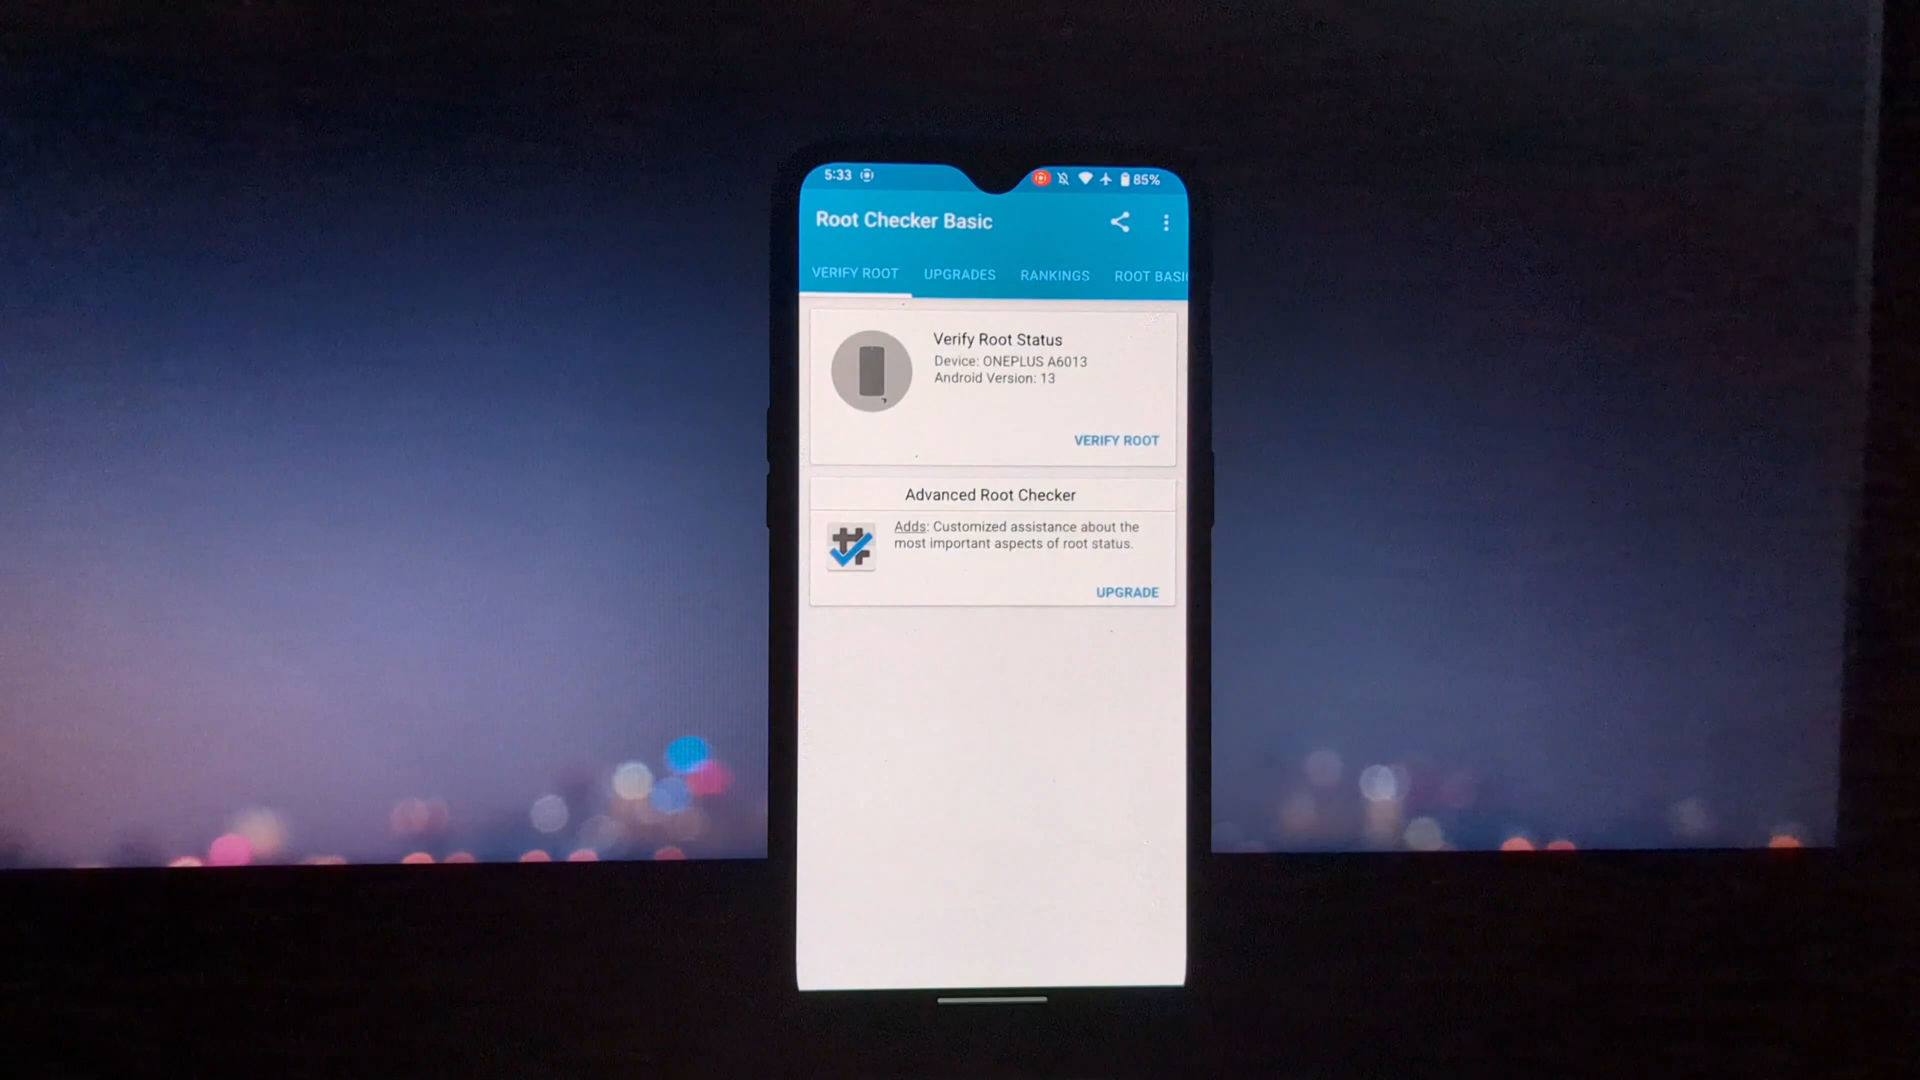 5:33
85%
Root Checker Basic
VERIFY ROOT UPGRADES RANKINGS ROOT BASI
Verify Root Status
Device: ONEPLUS A6013
Android Version: 13
VERIFY ROOT
Advanced Root Checker
Adds: Customized assistance about the
most important aspects of root status.
UPGRADE